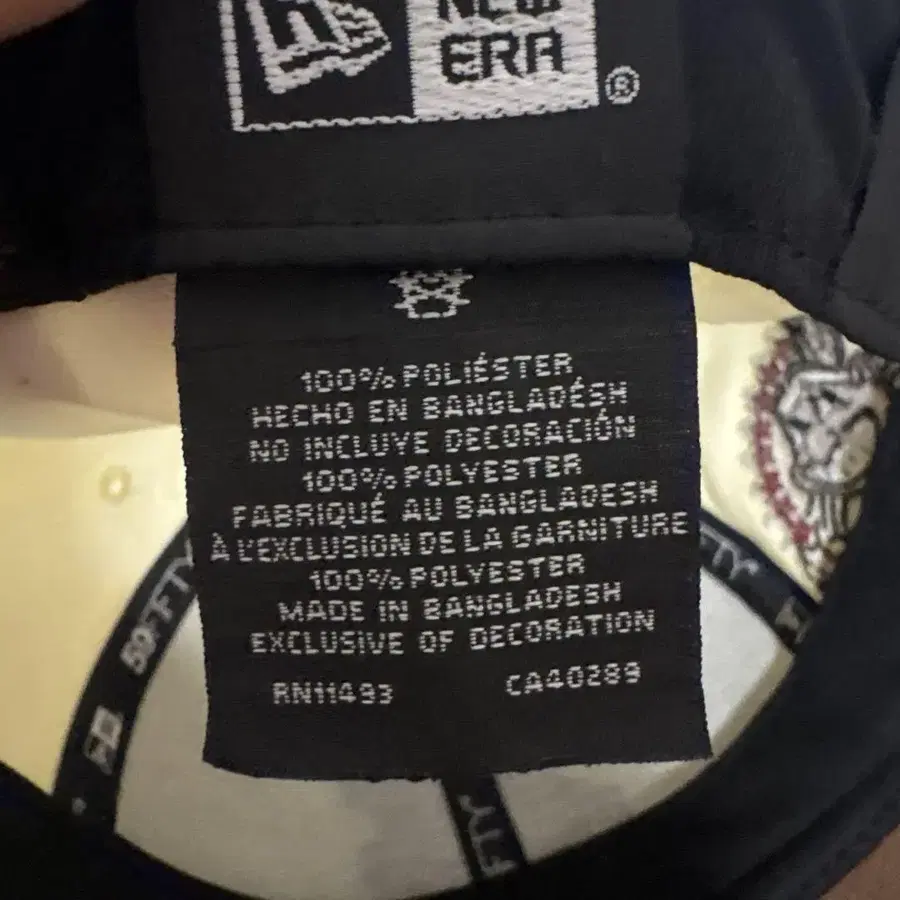 NEW
ERA
®
100% POLIÉSTER
HECHO EN BANGLADÉSH
NO INCLUYE DECORACIÓN
100% POLYESTER
FABRIQUÉ AU BANGLADESH
À L'EXCLUSION DE LA GARNITURE
100% POLYESTER
MADE IN BANGLADESH
EXCLUSIVE OF DECORATION
RN11493 CA40289
59FIFTY